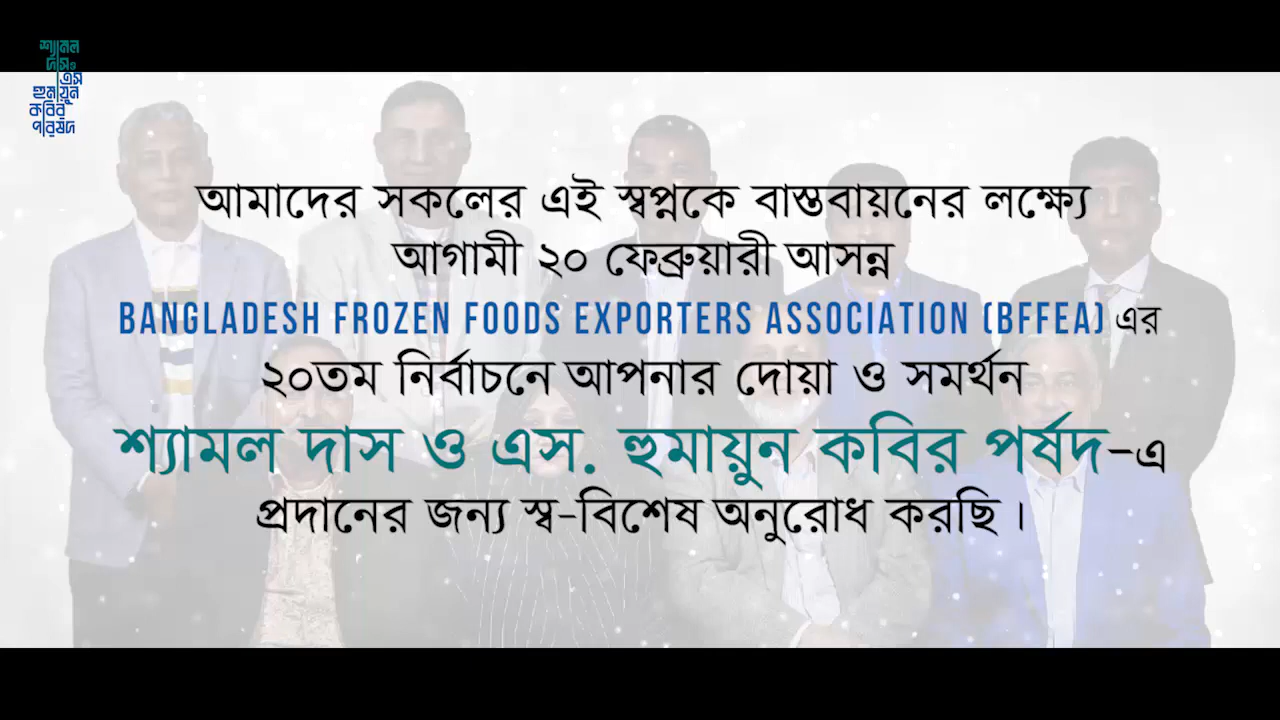 শ্যামল
দাস ও
এস
হুমায়ুন
কবির
পরিষদ
আমাদের সকলের এই স্বপ্নকে বাস্তবায়নের লক্ষ্যে
আগামী ২০ ফেব্রুয়ারী আসন্ন
BANGLADESH FROZEN FOODS EXPORTERS ASSOCIATION (BFFEA) এর
২০তম নির্বাচনে আপনার দোয়া ও সমর্থন
শ্যামল দাস ও এস. হুমায়ুন কবির পর্ষদ-এ
প্রদানের জন্য স্ব-বিশেষ অনুরোধ করছি।